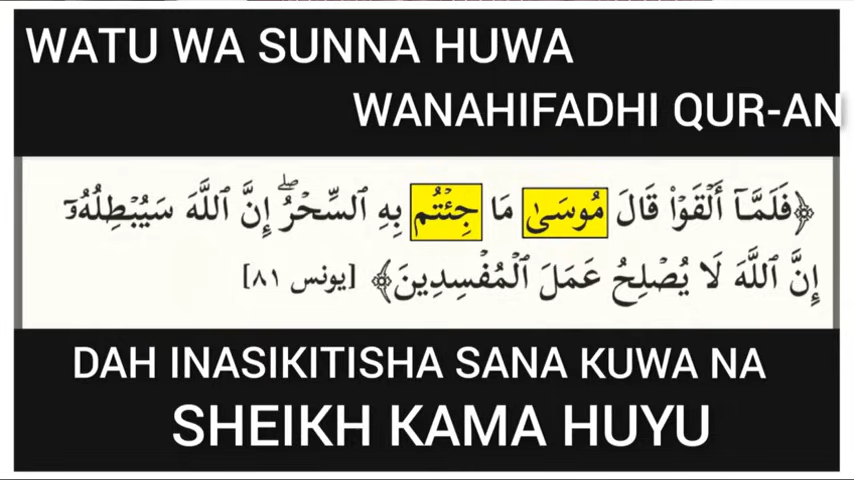 WATU WA SUNNA HUWA
WANAHIFADHI QUR-AN
﴿فَلَمَّآ أَلْقَوْا۟ قَالَ مُوسَىٰ مَا جِئْتُم بِهِ ٱلسِّحْرُ ۖ إِنَّ ٱللَّهَ سَيُبْطِلُهُۥٓ
إِنَّ ٱللَّهَ لَا يُصْلِحُ عَمَلَ ٱلْمُفْسِدِينَ﴾ [يونس ٨١]
DAH INASIKITISHA SANA KUWA NA
SHEIKH KAMA HUYU